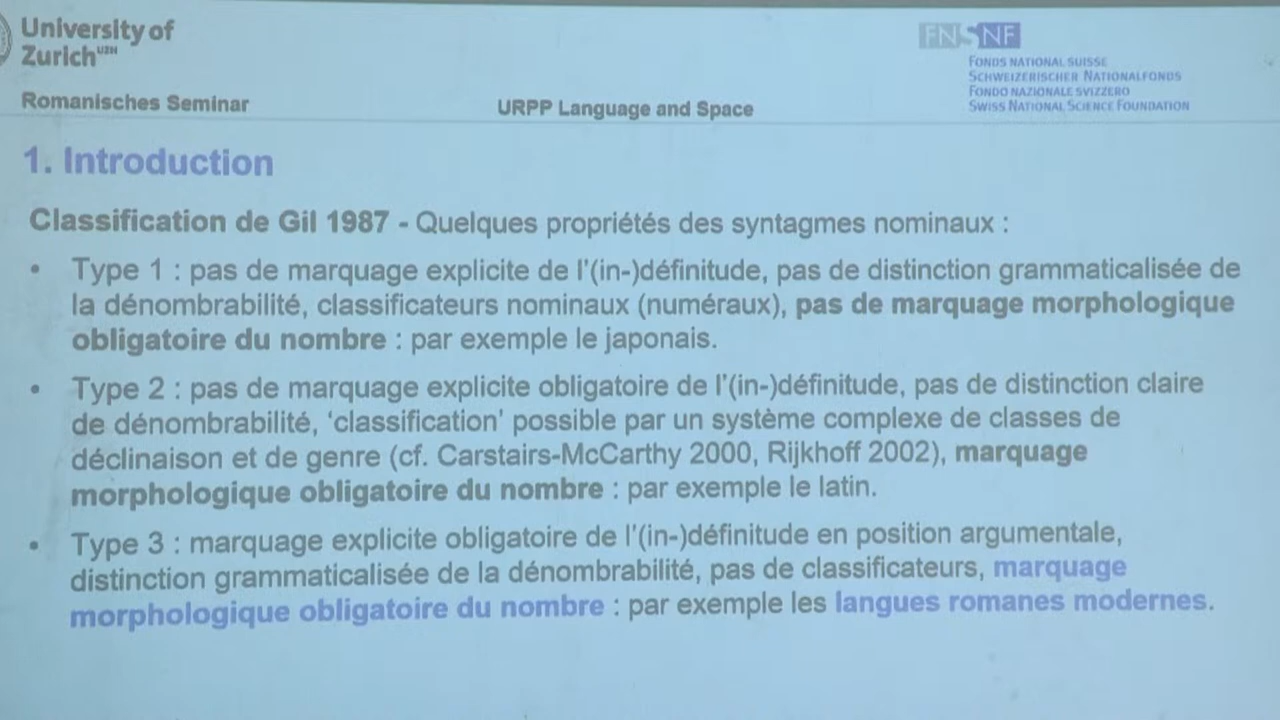 University of
Zurich UZH
FNSNF
FONDS NATIONAL SUISSE
SCHWEIZERISCHER NATIONALFONDS
FONDO NAZIONALE SVIZZERO
SWISS NATIONAL SCIENCE FOUNDATION
Romanisches Seminar
URPP Language and Space
1. Introduction
Classification de Gil 1987 - Quelques propriétés des syntagmes nominaux :
• Type 1 : pas de marquage explicite de l'(in-)définitude, pas de distinction grammaticalisée de
la dénombrabilité, classificateurs nominaux (numéraux), pas de marquage morphologique
obligatoire du nombre : par exemple le japonais.
• Type 2 : pas de marquage explicite obligatoire de l'(in-)définitude, pas de distinction claire
de dénombrabilité, 'classification' possible par un système complexe de classes de
déclinaison et de genre (cf. Carstairs-McCarthy 2000, Rijkhoff 2002), marquage
morphologique obligatoire du nombre : par exemple le latin.
• Type 3 : marquage explicite obligatoire de l'(in-)définitude en position argumentale,
distinction grammaticalisée de la dénombrabilité, pas de classificateurs, marquage
morphologique obligatoire du nombre : par exemple les langues romanes modernes.